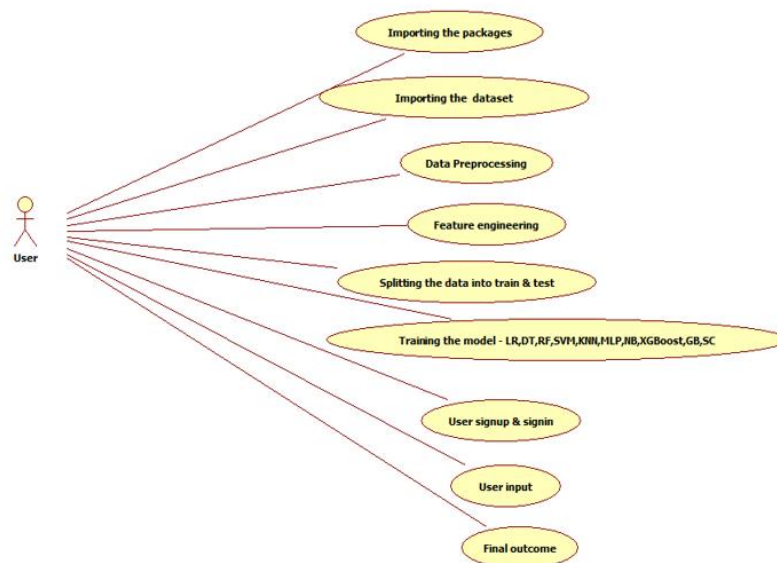 Importing the packages
Importing the dataset
Data Preprocessing
Feature engineering
User
Splitting the data into train & test
Training the model - LR,DT,RF,SVM,KNN,MLP,NB,XGBoost,GB,SC
User signup & signin
User input
Final outcome